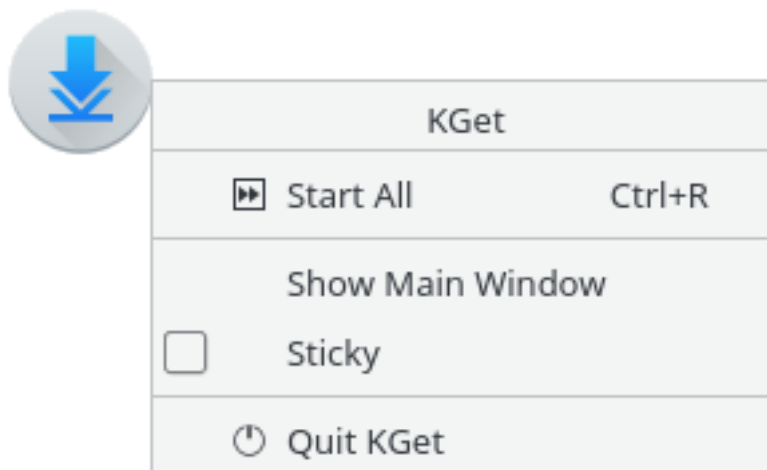 KGet
Start All Ctrl+R
Show Main Window
Sticky
Quit KGet